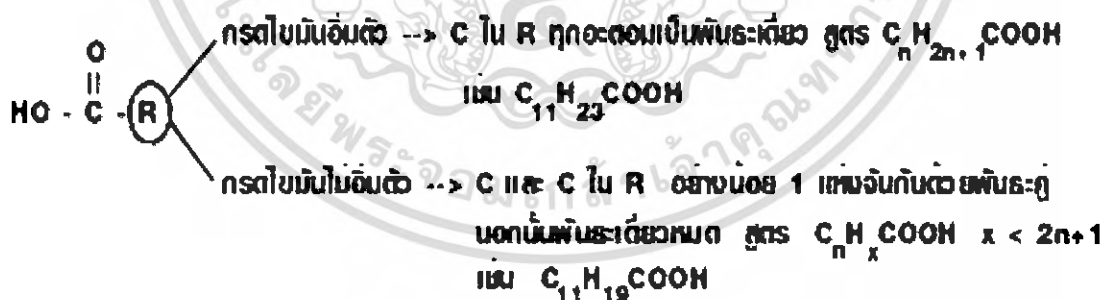 กรดไขมันอิ่มตัว --> C ใน R ทุกอะตอมเป็นพันธะเดี่ยว สูตร CnH2n+1COOH
เช่น C11H23COOH
O
||
HO - C - R
กรดไขมันไม่อิ่มตัว --> C และ C ใน R อย่างน้อย 1 แห่งจับกันด้วยพันธะคู่
นอกนั้นพันธะเดี่ยวหมด สูตร CnHxCOOH x < 2n+1
เช่น C11H19COOH